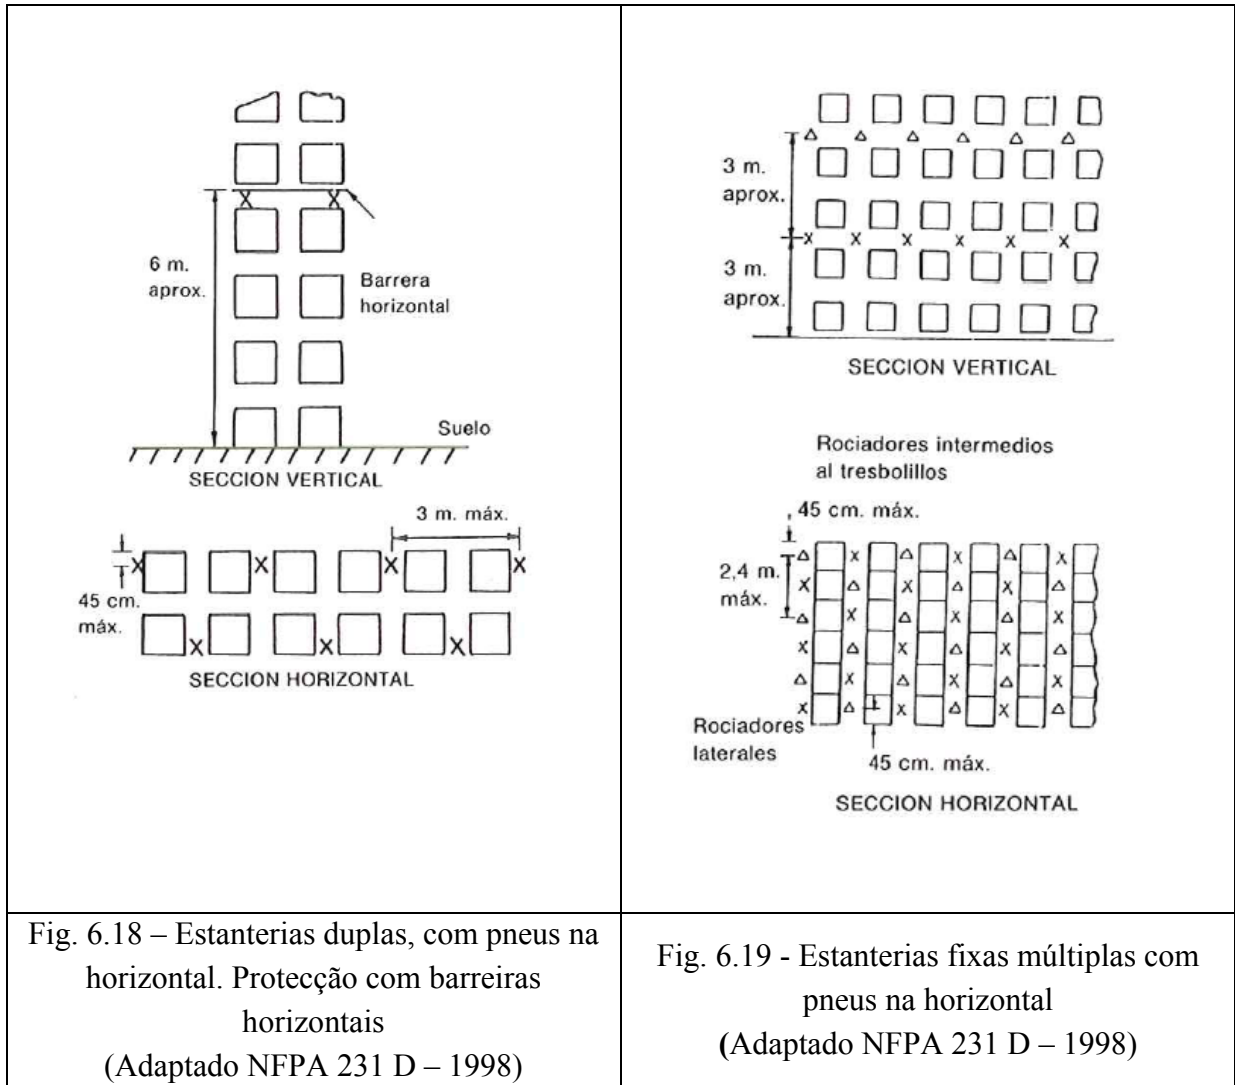 6 m.
aprox.
Barrera
horizontal
Suelo
SECCION VERTICAL
3 m. máx.
45 cm.
máx.
SECCION HORIZONTAL
Fig. 6.18 – Estanterias duplas, com pneus na
horizontal. Protecção com barreiras
horizontais
(Adaptado NFPA 231 D – 1998)
3 m.
aprox.
3 m.
aprox.
SECCION VERTICAL
Rociadores intermedios
al tresbolillos
45 cm. máx.
2,4 m.
máx.
Rociadores
laterales
45 cm. máx.
SECCION HORIZONTAL
Fig. 6.19 - Estanterias fixas múltiplas com
pneus na horizontal
(Adaptado NFPA 231 D – 1998)